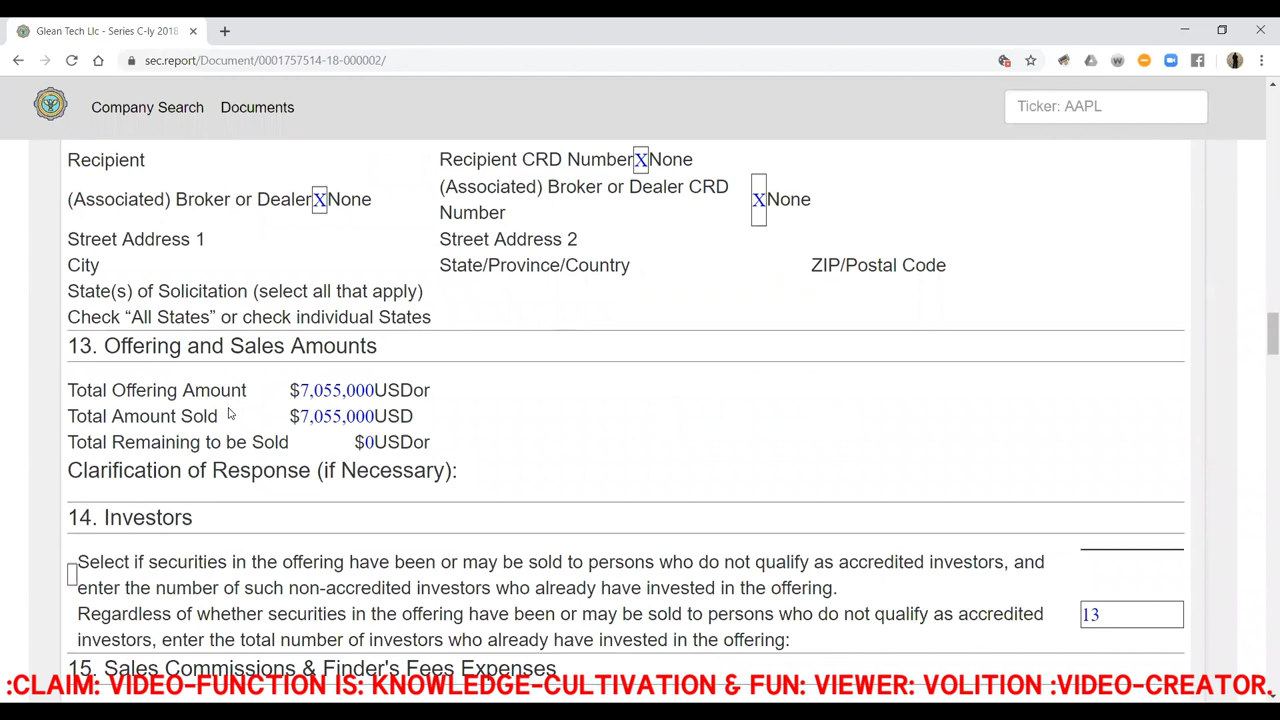 Glean Tech Llc - Series C-ly 2018
sec.report/Document/0001757514-18-000002/
Company Search Documents Ticker: AAPL
Recipient Recipient CRD Number X None
(Associated) Broker or Dealer X None (Associated) Broker or Dealer CRD Number X None
Street Address 1 Street Address 2
City State/Province/Country ZIP/Postal Code
State(s) of Solicitation (select all that apply)
Check “All States” or check individual States
13. Offering and Sales Amounts
Total Offering Amount $7,055,000USDor
Total Amount Sold $7,055,000USD
Total Remaining to be Sold $0USDor
Clarification of Response (if Necessary):
14. Investors
Select if securities in the offering have been or may be sold to persons who do not qualify as accredited investors, and
enter the number of such non-accredited investors who already have invested in the offering.
Regardless of whether securities in the offering have been or may be sold to persons who do not qualify as accredited 13
investors, enter the total number of investors who already have invested in the offering:
15. Sales Commissions & Finder's Fees Expenses
:CLAIM: VIDEO-FUNCTION IS: KNOWLEDGE-CULTIVATION & FUN: VIEWER: VOLITION :VIDEO-CREATOR.